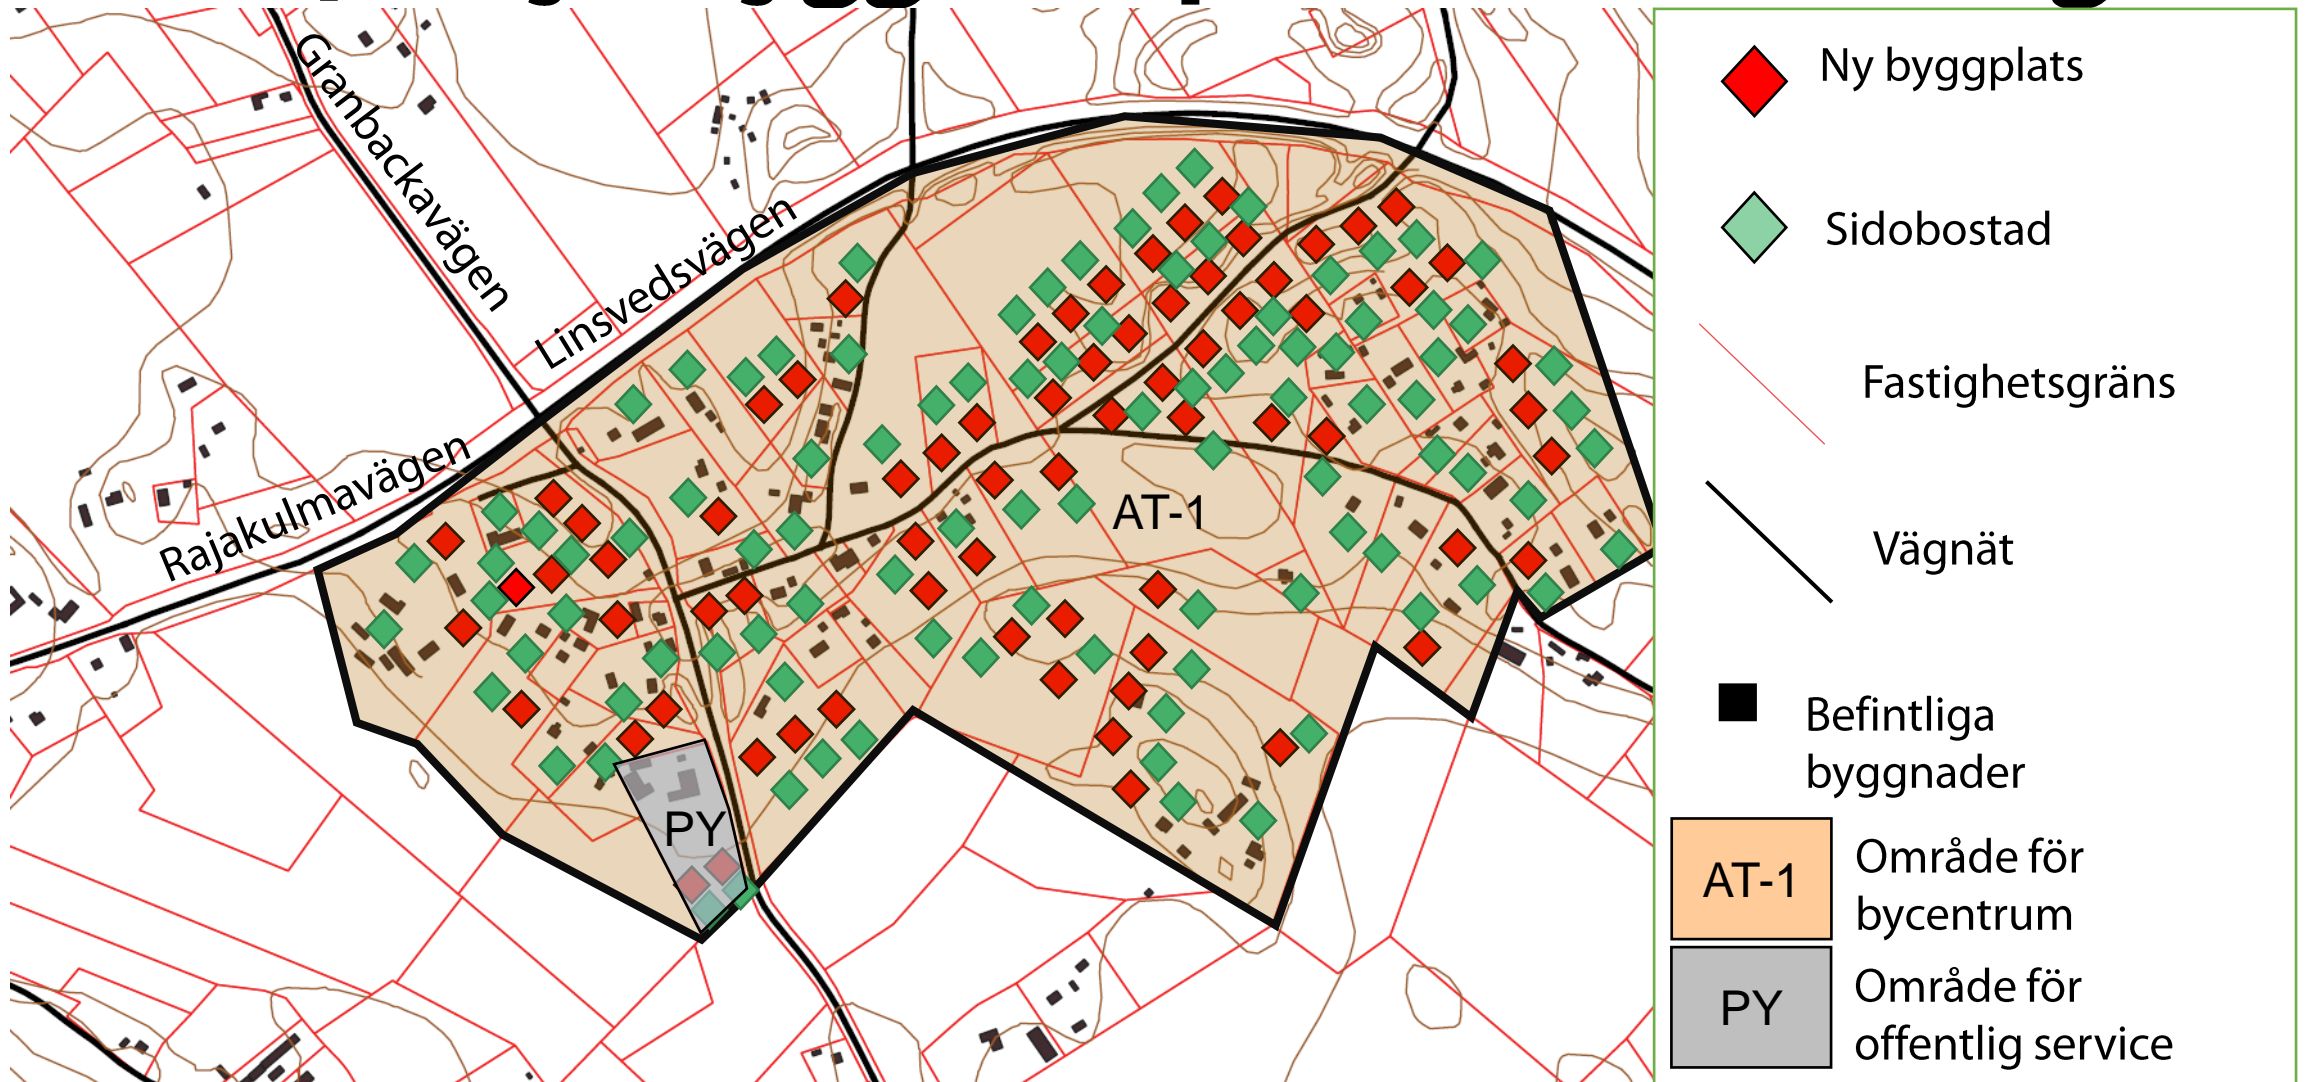 Granbackavägen
Linsvedsvägen
Rajakulmavägen
AT-1
PY
Ny byggplats
Sidobostad
Fastighetsgräns
Vägnät
Befintliga
byggnader
AT-1
Område för
bycentrum
PY
Område för
offentlig service